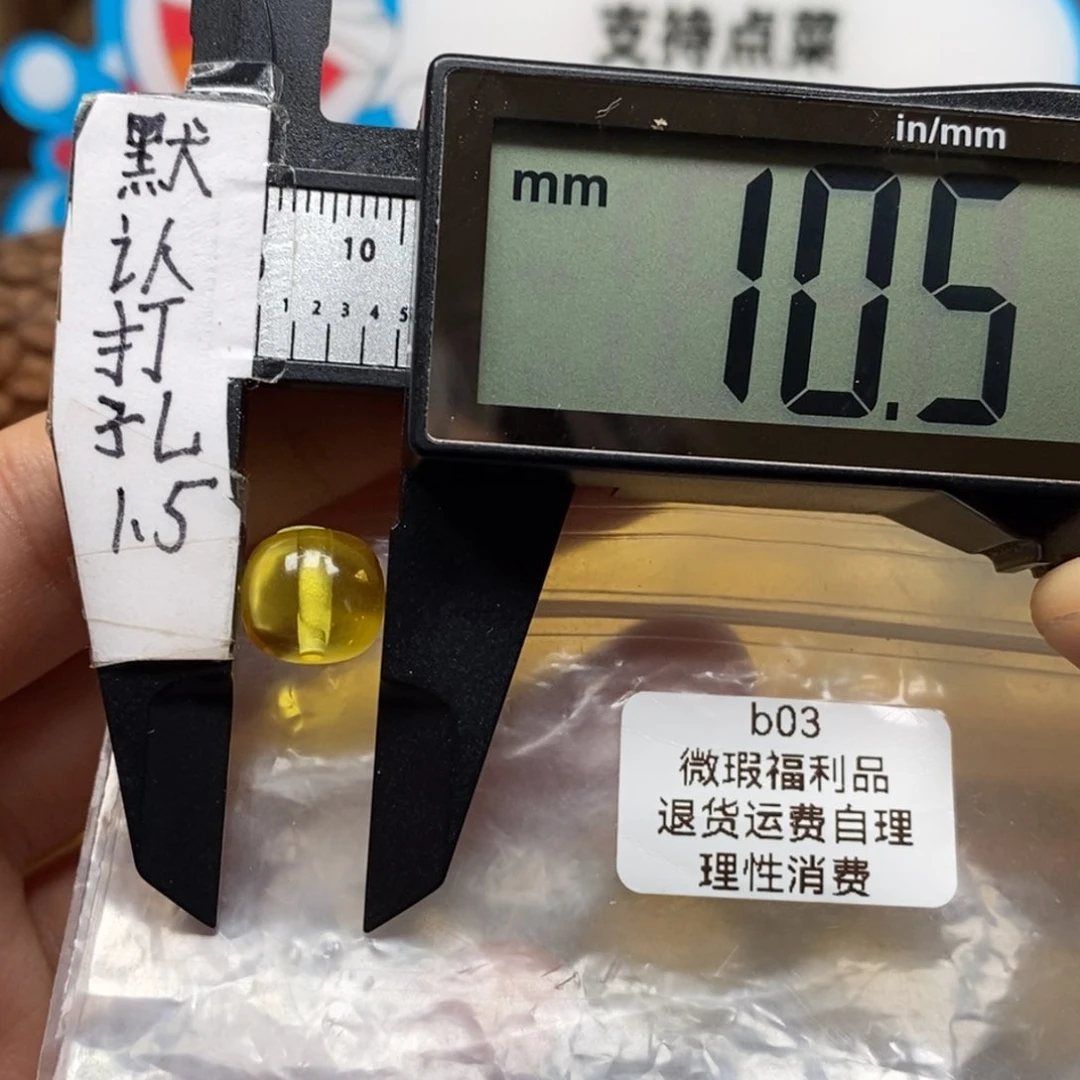 支持点菜
in/mm
mm
10.5
10
1 2 3 4 5
默
认
打
孔
1.5
b03
微瑕福利品
退货运费自理
理性消费